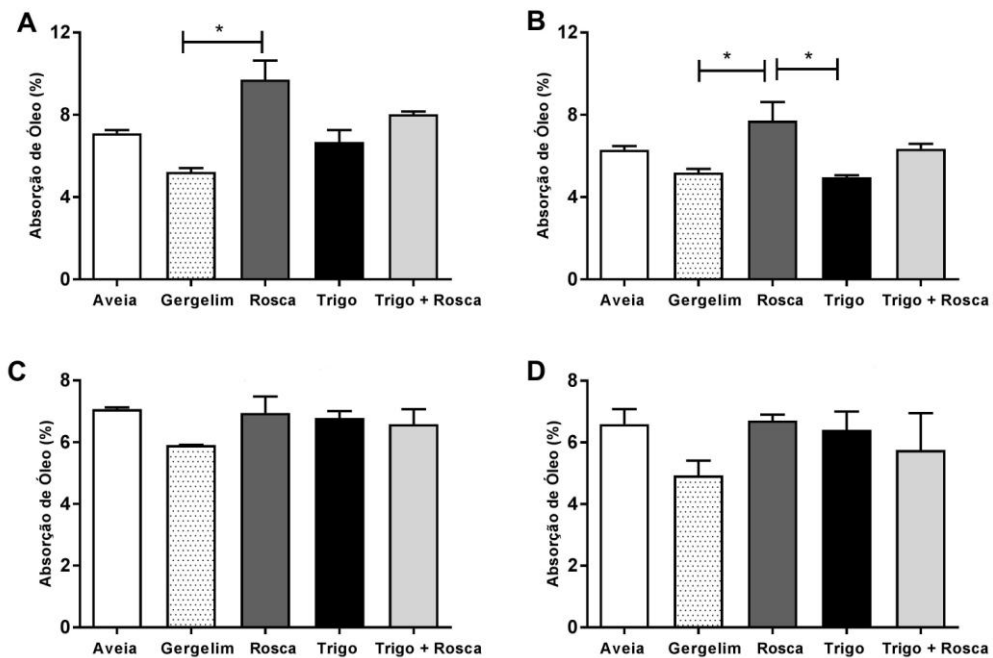 A
Absorção de Óleo (%)
12
8
4
0
*
Aveia Gergelim Rosca Trigo Trigo + Rosca
B
Absorção de Óleo (%)
12
8
4
0
* *
Aveia Gergelim Rosca Trigo Trigo + Rosca
C
Absorção de Óleo (%)
8
6
4
2
0
Aveia Gergelim Rosca Trigo Trigo + Rosca
D
Absorção de Óleo (%)
8
6
4
2
0
Aveia Gergelim Rosca Trigo Trigo + Rosca